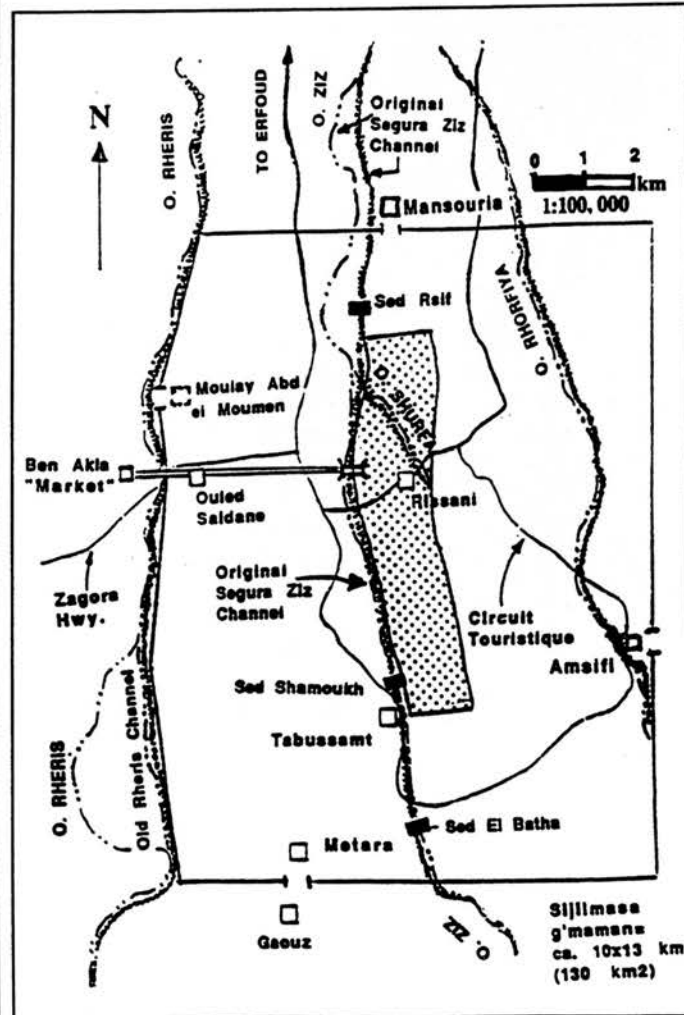 N
O. RHERIS
TO ERFOUD
O. ZIZ
Original
Segura Ziz
Channel
0 1 2
km
1:100,000
Mansouria
O. RHORFIYA
Sed Rsif
O. SHURFA
Moulay Abd
el Moumen
Ben Akla
"Market"
Ouled
Saidane
Rissani
Zagora
Hwy.
Original
Segura Ziz
Channel
Circuit
Touristique
Amsifi
Sed Shamoukh
Tabussamt
O. RHERIS
Old Rheris Channel
Sed El Batha
Metara
Gaouz
O. ZIZ
Sijilmasa
g'mamane
ca. 10x13 km
(130 km2)